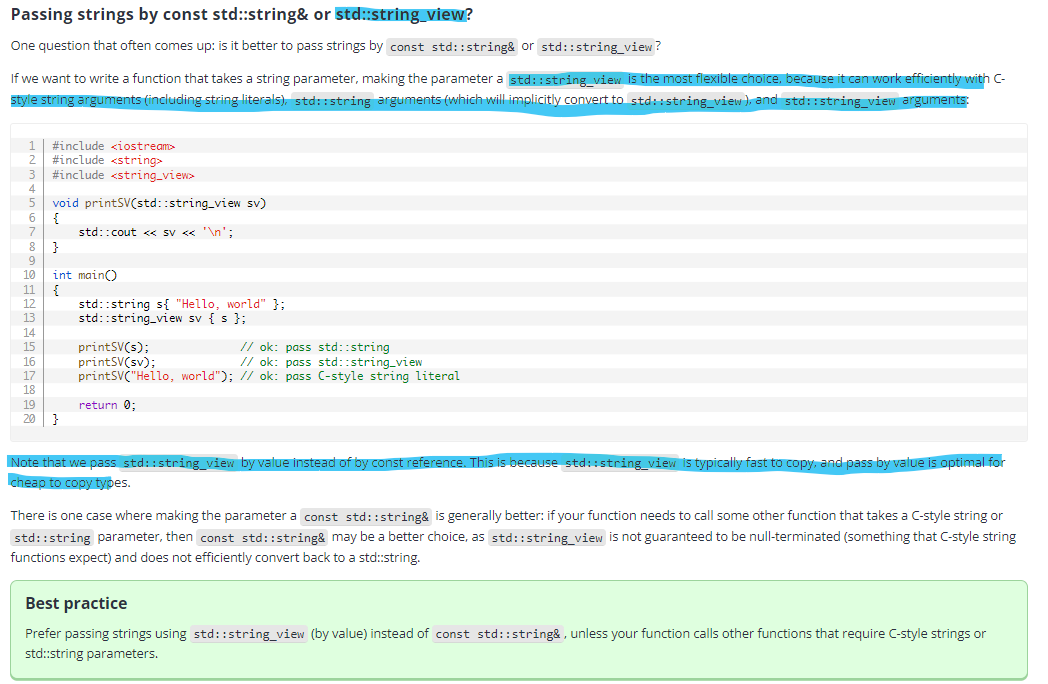 Passing strings by const std::string& or std::string_view?
One question that often comes up: is it better to pass strings by const std::string& or std::string_view?
If we want to write a function that takes a string parameter, making the parameter a std::string_view is the most flexible choice, because it can work efficiently with C-
style string arguments (including string literals), std::string arguments (which will implicitly convert to std::string_view), and std::string_view arguments:
1 #include <iostream>
2 #include <string>
3 #include <string_view>
4
5 void printSV(std::string_view sv)
6 {
7     std::cout << sv << '\n';
8 }
9
10 int main()
11 {
12     std::string s{ "Hello, world" };
13     std::string_view sv { s };
14
15     printSV(s);              // ok: pass std::string
16     printSV(sv);             // ok: pass std::string_view
17     printSV("Hello, world"); // ok: pass C-style string literal
18
19     return 0;
20 }
Note that we pass std::string_view by value instead of by const reference. This is because std::string_view is typically fast to copy, and pass by value is optimal for
cheap to copy types.
There is one case where making the parameter a const std::string& is generally better: if your function needs to call some other function that takes a C-style string or
std::string parameter, then const std::string& may be a better choice, as std::string_view is not guaranteed to be null-terminated (something that C-style string
functions expect) and does not efficiently convert back to a std::string.
Best practice
Prefer passing strings using std::string_view (by value) instead of const std::string&, unless your function calls other functions that require C-style strings or
std::string parameters.